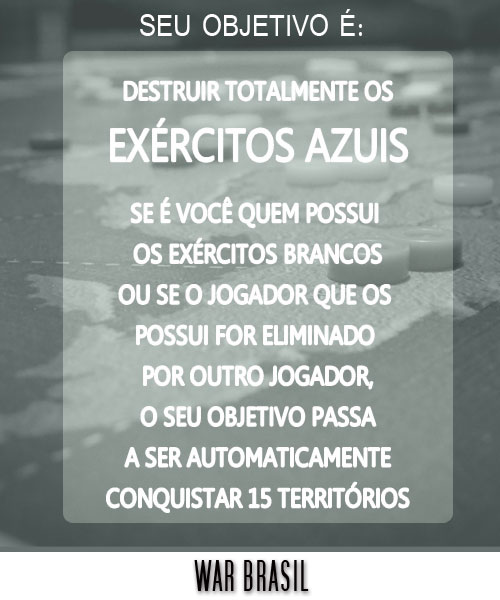 SEU OBJETIVO É:
DESTRUIR TOTALMENTE OS
EXÉRCITOS AZUIS
SE É VOCÊ QUEM POSSUI
OS EXÉRCITOS BRANCOS
OU SE O JOGADOR QUE OS
POSSUI FOR ELIMINADO
POR OUTRO JOGADOR,
O SEU OBJETIVO PASSA
A SER AUTOMATICAMENTE
CONQUISTAR 15 TERRITÓRIOS
WAR BRASIL